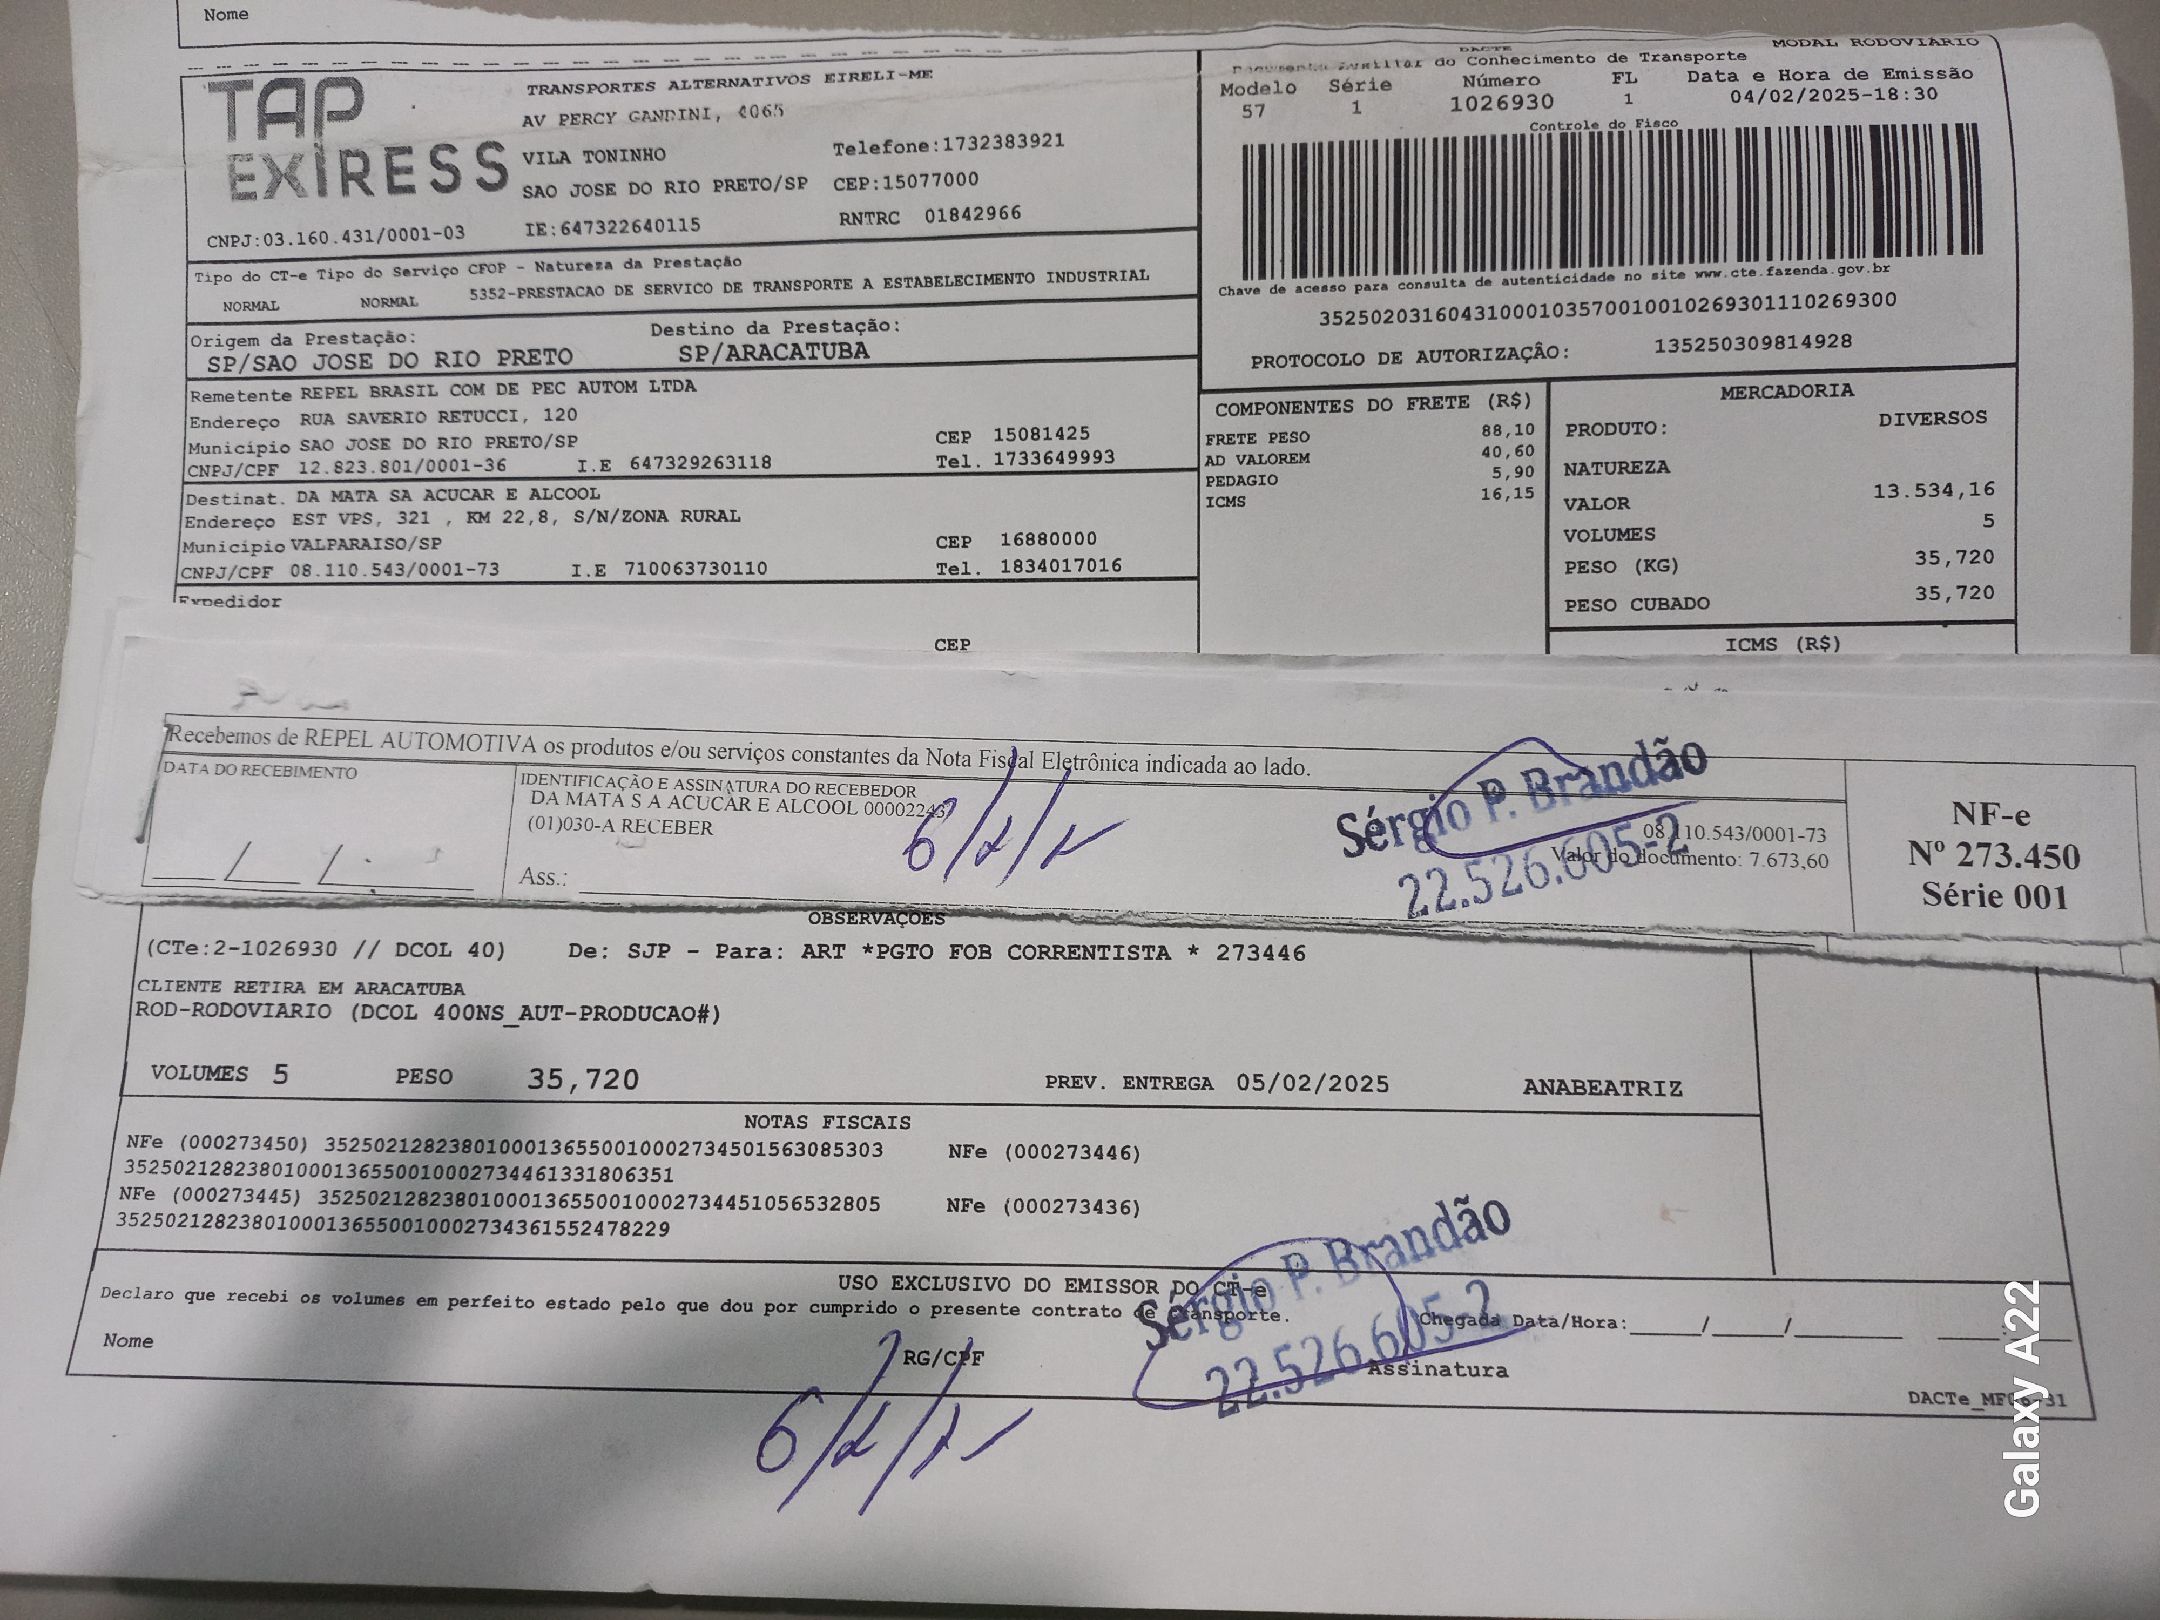 Nome
TAP EXPRESS
TRANSPORTES ALTERNATIVOS EIRELI-ME
AV PERCY GANDINI, 4065
VILA TONINHO Telefone:1732383921
SAO JOSE DO RIO PRETO/SP CEP:15077000
CNPJ:03.160.431/0001-03 IE:647322640115 RNTRC 01842966
DACTE MODAL RODOVIARIO
Documento Auxiliar do Conhecimento de Transporte
Modelo Série Número FL Data e Hora de Emissão
57 1 1026930 1 04/02/2025-18:30
Controle do Fisco
Chave de acesso para consulta de autenticidade no site www.cte.fazenda.gov.br
35250203160431000103570010010269301110269300
PROTOCOLO DE AUTORIZAÇÃO: 135250309814928
Tipo do CT-e Tipo do Serviço CFOP - Natureza da Prestação
NORMAL NORMAL 5352-PRESTACAO DE SERVICO DE TRANSPORTE A ESTABELECIMENTO INDUSTRIAL
Origem da Prestação: Destino da Prestação:
SP/SAO JOSE DO RIO PRETO SP/ARACATUBA
Remetente REPEL BRASIL COM DE PEC AUTOM LTDA
Endereço RUA SAVERIO RETUCCI, 120
Município SAO JOSE DO RIO PRETO/SP CEP 15081425
CNPJ/CPF 12.823.801/0001-36 I.E 647329263118 Tel. 1733649993
Destinat. DA MATA SA ACUCAR E ALCOOL
Endereço EST VPS, 321 , KM 22,8, S/N/ZONA RURAL
Município VALPARAISO/SP CEP 16880000
CNPJ/CPF 08.110.543/0001-73 I.E 710063730110 Tel. 1834017016
Expedidor
CEP
COMPONENTES DO FRETE (R$)
FRETE PESO 88,10
AD VALOREM 40,60
PEDAGIO 5,90
ICMS 16,15
MERCADORIA
PRODUTO: DIVERSOS
NATUREZA
VALOR 13.534,16
VOLUMES 5
PESO (KG) 35,720
PESO CUBADO 35,720
ICMS (R$)
Recebemos de REPEL AUTOMOTIVA os produtos e/ou serviços constantes da Nota Fiscal Eletrônica indicada ao lado.
DATA DO RECEBIMENTO
IDENTIFICAÇÃO E ASSINATURA DO RECEBEDOR
DA MATA S A ACUCAR E ALCOOL
(01)030-A RECEBER
Ass.:
08.110.543/0001-73
Valor do documento: 7.673,60
Sérgio P. Brandão
22.526.605-2
NF-e
Nº 273.450
Série 001
OBSERVAÇÕES
(CTe:2-1026930 // DCOL 40) De: SJP - Para: ART *PGTO FOB CORRENTISTA * 273446
CLIENTE RETIRA EM ARACATUBA
ROD-RODOVIARIO (DCOL 400NS_AUT-PRODUCAO#)
VOLUMES 5 PESO 35,720 PREV. ENTREGA 05/02/2025 ANABEATRIZ
NOTAS FISCAIS
NFe (000273450) 35250212823801000136550010002734501563085303 NFe (000273446)
35250212823801000136550010002734461331806351
NFe (000273445) 35250212823801000136550010002734451056532805 NFe (000273436)
35250212823801000136550010002734361552478229
USO EXCLUSIVO DO EMISSOR DO CT-e
Declaro que recebi os volumes em perfeito estado pelo que dou por cumprido o presente contrato de transporte.
Sérgio P. Brandão
22.526.605-2
Chegada Data/Hora:
Nome RG/CPF Assinatura
Galaxy A22